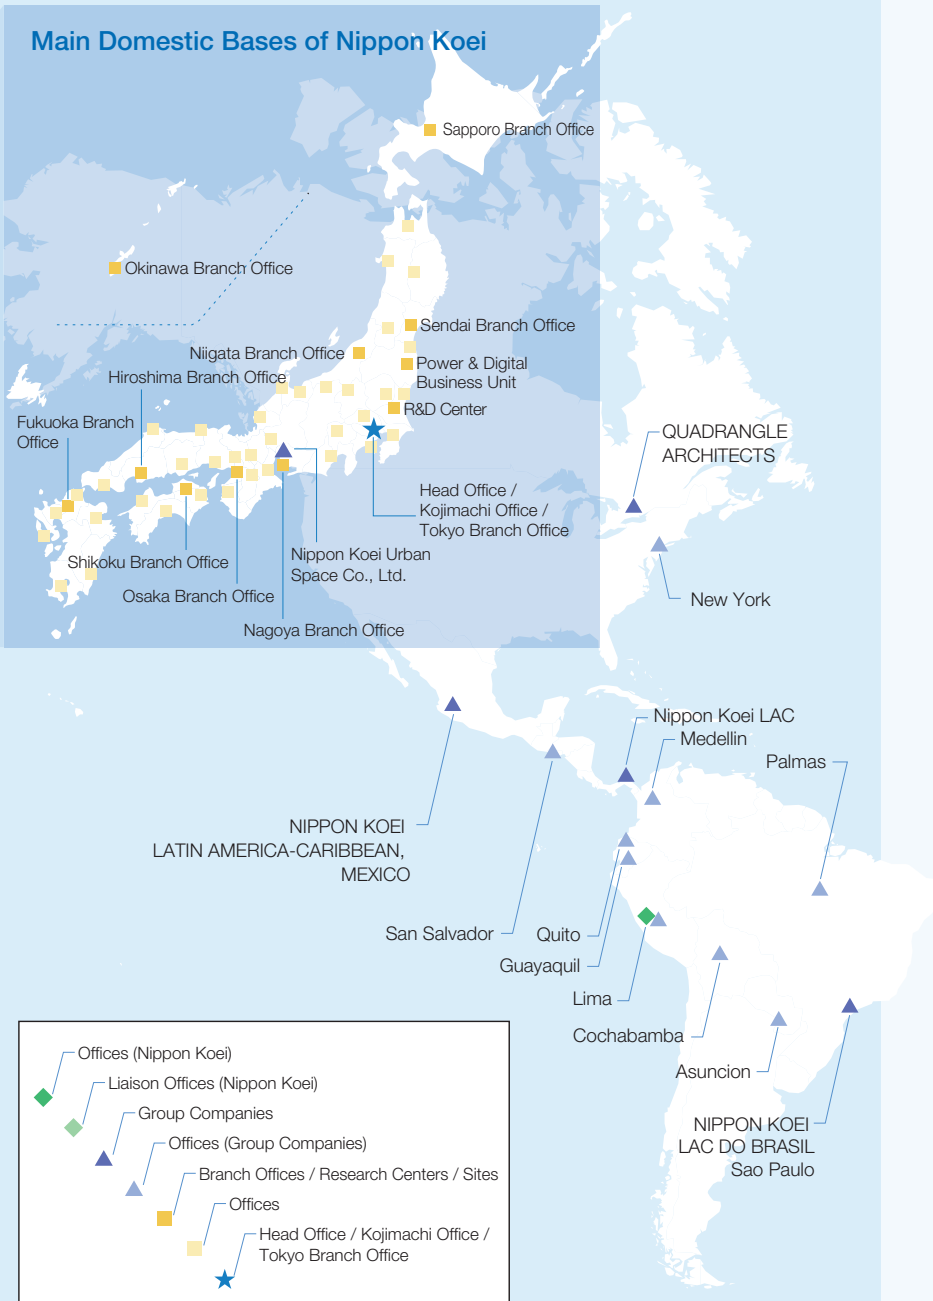 Main Domestic Bases of Nippon Koei
Sapporo Branch Office
Okinawa Branch Office
Sendai Branch Office
Niigata Branch Office
Power & Digital
Business Unit
Hiroshima Branch Office
R&D Center
Fukuoka Branch
Office
QUADRANGLE
ARCHITECTS
Head Office /
Kojimachi Office /
Tokyo Branch Office
Nippon Koei Urban
Space Co., Ltd.
Shikoku Branch Office
Osaka Branch Office
Nagoya Branch Office
New York
Nippon Koei LAC
Medellin
Palmas
NIPPON KOEI
LATIN AMERICA-CARIBBEAN,
MEXICO
San Salvador
Quito
Guayaquil
Lima
Cochabamba
Asuncion
NIPPON KOEI
LAC DO BRASIL
Sao Paulo
Offices (Nippon Koei)
Liaison Offices (Nippon Koei)
Group Companies
Offices (Group Companies)
Branch Offices / Research Centers / Sites
Offices
Head Office / Kojimachi Office /
Tokyo Branch Office